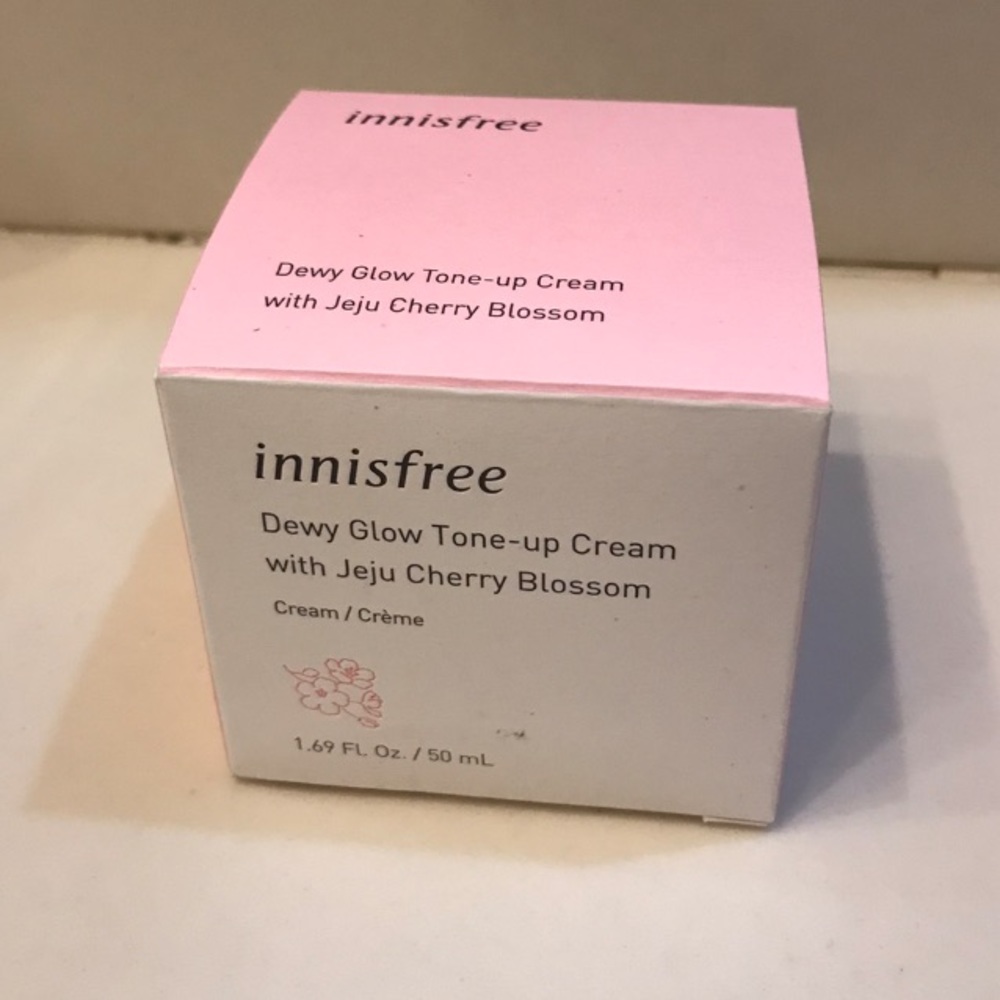 innisfree
Dewy Glow Tone-up Cream
with Jeju Cherry Blossom
innisfree
Dewy Glow Tone-up Cream
with Jeju Cherry Blossom
Cream / Crème
1.69 FL. Oz. / 50 mL